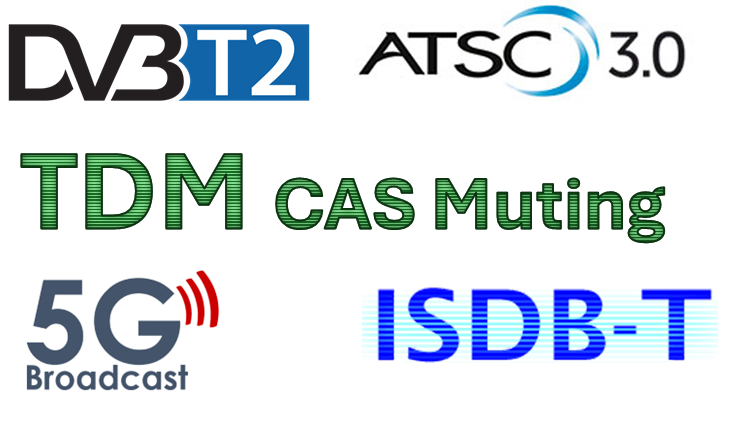 DVB T2
ATSC 3.0
TDM CAS Muting
5G
Broadcast
ISDB-T